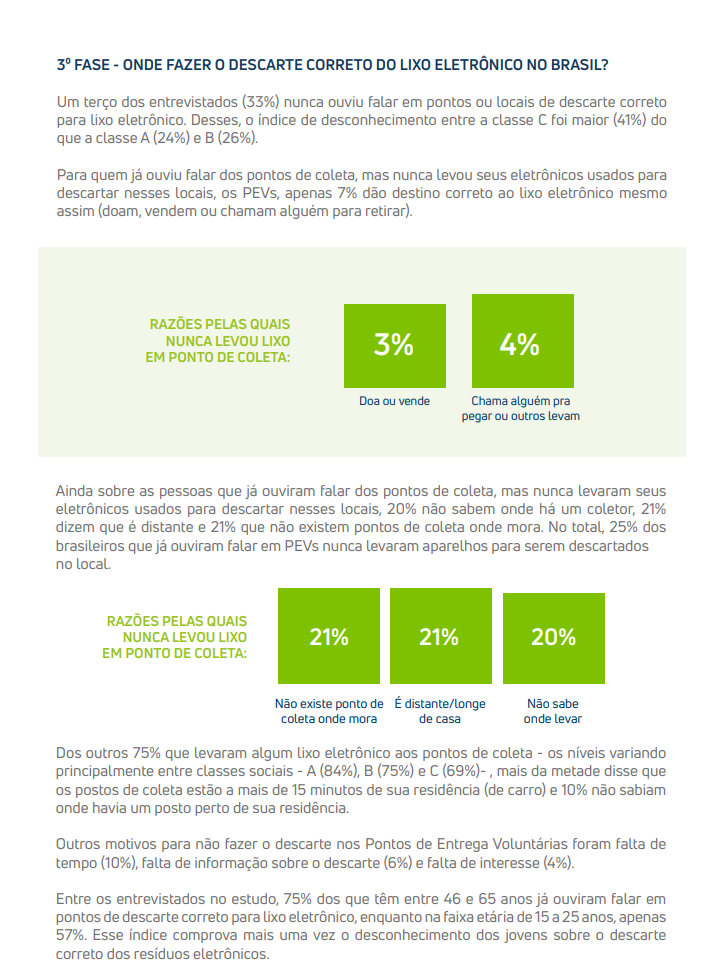 3º FASE - ONDE FAZER O DESCARTE CORRETO DO LIXO ELETRÔNICO NO BRASIL?
Um terço dos entrevistados (33%) nunca ouviu falar em pontos ou locais de descarte correto
para lixo eletrônico. Desses, o índice de desconhecimento entre a classe C foi maior (41%) do
que a classe A (24%) e B (26%).
Para quem já ouviu falar dos pontos de coleta, mas nunca levou seus eletrônicos usados para
descartar nesses locais, os PEVs, apenas 7% dão destino correto ao lixo eletrônico mesmo
assim (doam, vendem ou chamam alguém para retirar).
RAZÕES PELAS QUAIS
NUNCA LEVOU LIXO
EM PONTO DE COLETA:
3%
Doa ou vende
4%
Chama alguém pra
pegar ou outros levam
Ainda sobre as pessoas que já ouviram falar dos pontos de coleta, mas nunca levaram seus
eletrônicos usados para descartar nesses locais, 20% não sabem onde há um coletor, 21%
dizem que é distante e 21% que não existem pontos de coleta onde mora. No total, 25% dos
brasileiros que já ouviram falar em PEVs nunca levaram aparelhos para serem descartados
no local.
RAZÕES PELAS QUAIS
NUNCA LEVOU LIXO
EM PONTO DE COLETA:
21%
Não existe ponto de
coleta onde mora
21%
É distante/longe
de casa
20%
Não sabe
onde levar
Dos outros 75% que levaram algum lixo eletrônico aos pontos de coleta - os níveis variando
principalmente entre classes sociais - A (84%), B (75%) e C (69%)- , mais da metade disse que
os postos de coleta estão a mais de 15 minutos de sua residência (de carro) e 10% não sabiam
onde havia um posto perto de sua residência.
Outros motivos para não fazer o descarte nos Pontos de Entrega Voluntárias foram falta de
tempo (10%), falta de informação sobre o descarte (6%) e falta de interesse (4%).
Entre os entrevistados no estudo, 75% dos que têm entre 46 e 65 anos já ouviram falar em
pontos de descarte correto para lixo eletrônico, enquanto na faixa etária de 15 a 25 anos, apenas
57%. Esse índice comprova mais uma vez o desconhecimento dos jovens sobre o descarte
correto dos resíduos eletrônicos.